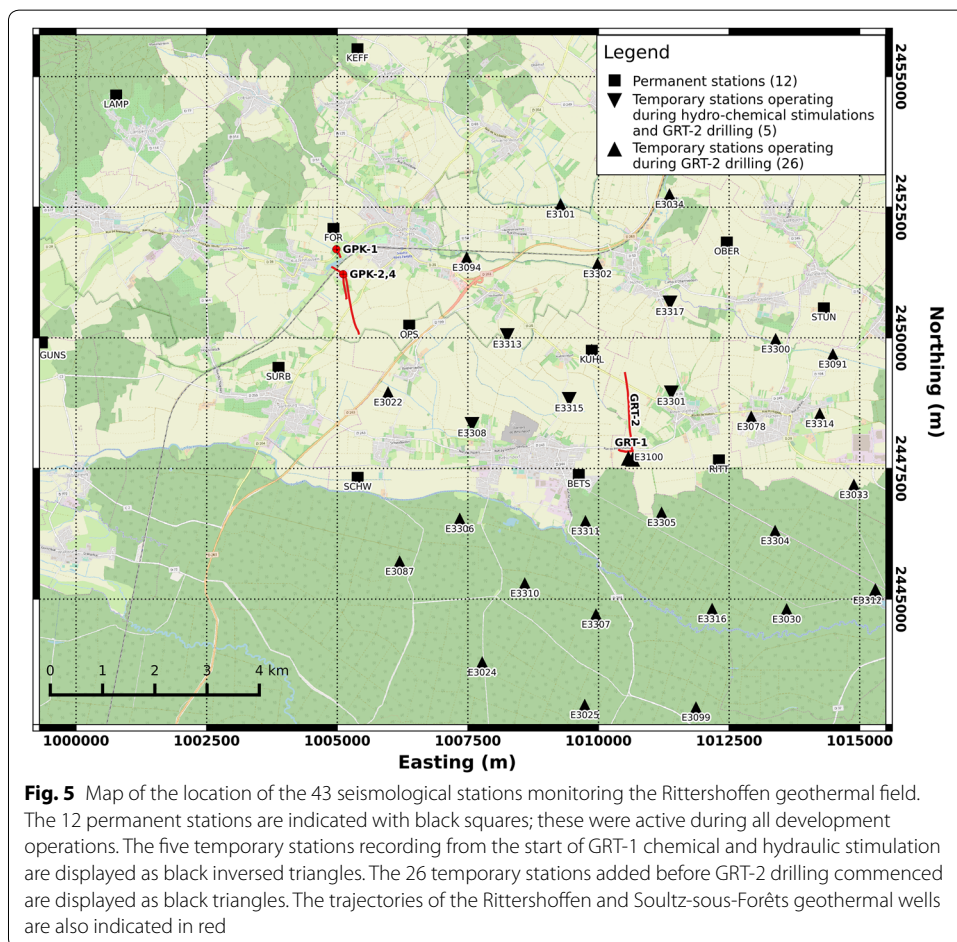 Legend
Permanent stations (12)
Temporary stations operating
during hydro-chemical stimulations
and GRT-2 drilling (5)
Temporary stations operating
during GRT-2 drilling (26)
KEFF
LAMP
E3101
E3034
FOR
GPK-1
OBER
E3094
E3302
GPK-2,4
E3317
STUN
OPS
E3313
E3300
GUNS
KUHL
E3091
SURB
E3022
E3315
E3301
GRT-2
E3308
E3078
E3314
GRT-1
E3100
RITT
SCHW
BETS
E3033
E3306
E3311
E3305
E3304
E3087
E3310
E3312
E3307
E3316
E3030
E3024
E3025
E3099
0 1 2 3 4 km
2455000
2452500
2450000
2447500
2445000
Northing (m)
1000000 1002500 1005000 1007500 1010000 1012500 1015000
Easting (m)
Fig. 5 Map of the location of the 43 seismological stations monitoring the Rittershoffen geothermal field.
The 12 permanent stations are indicated with black squares; these were active during all development
operations. The five temporary stations recording from the start of GRT-1 chemical and hydraulic stimulation
are displayed as black inversed triangles. The 26 temporary stations added before GRT-2 drilling commenced
are displayed as black triangles. The trajectories of the Rittershoffen and Soultz-sous-Forêts geothermal wells
are also indicated in red